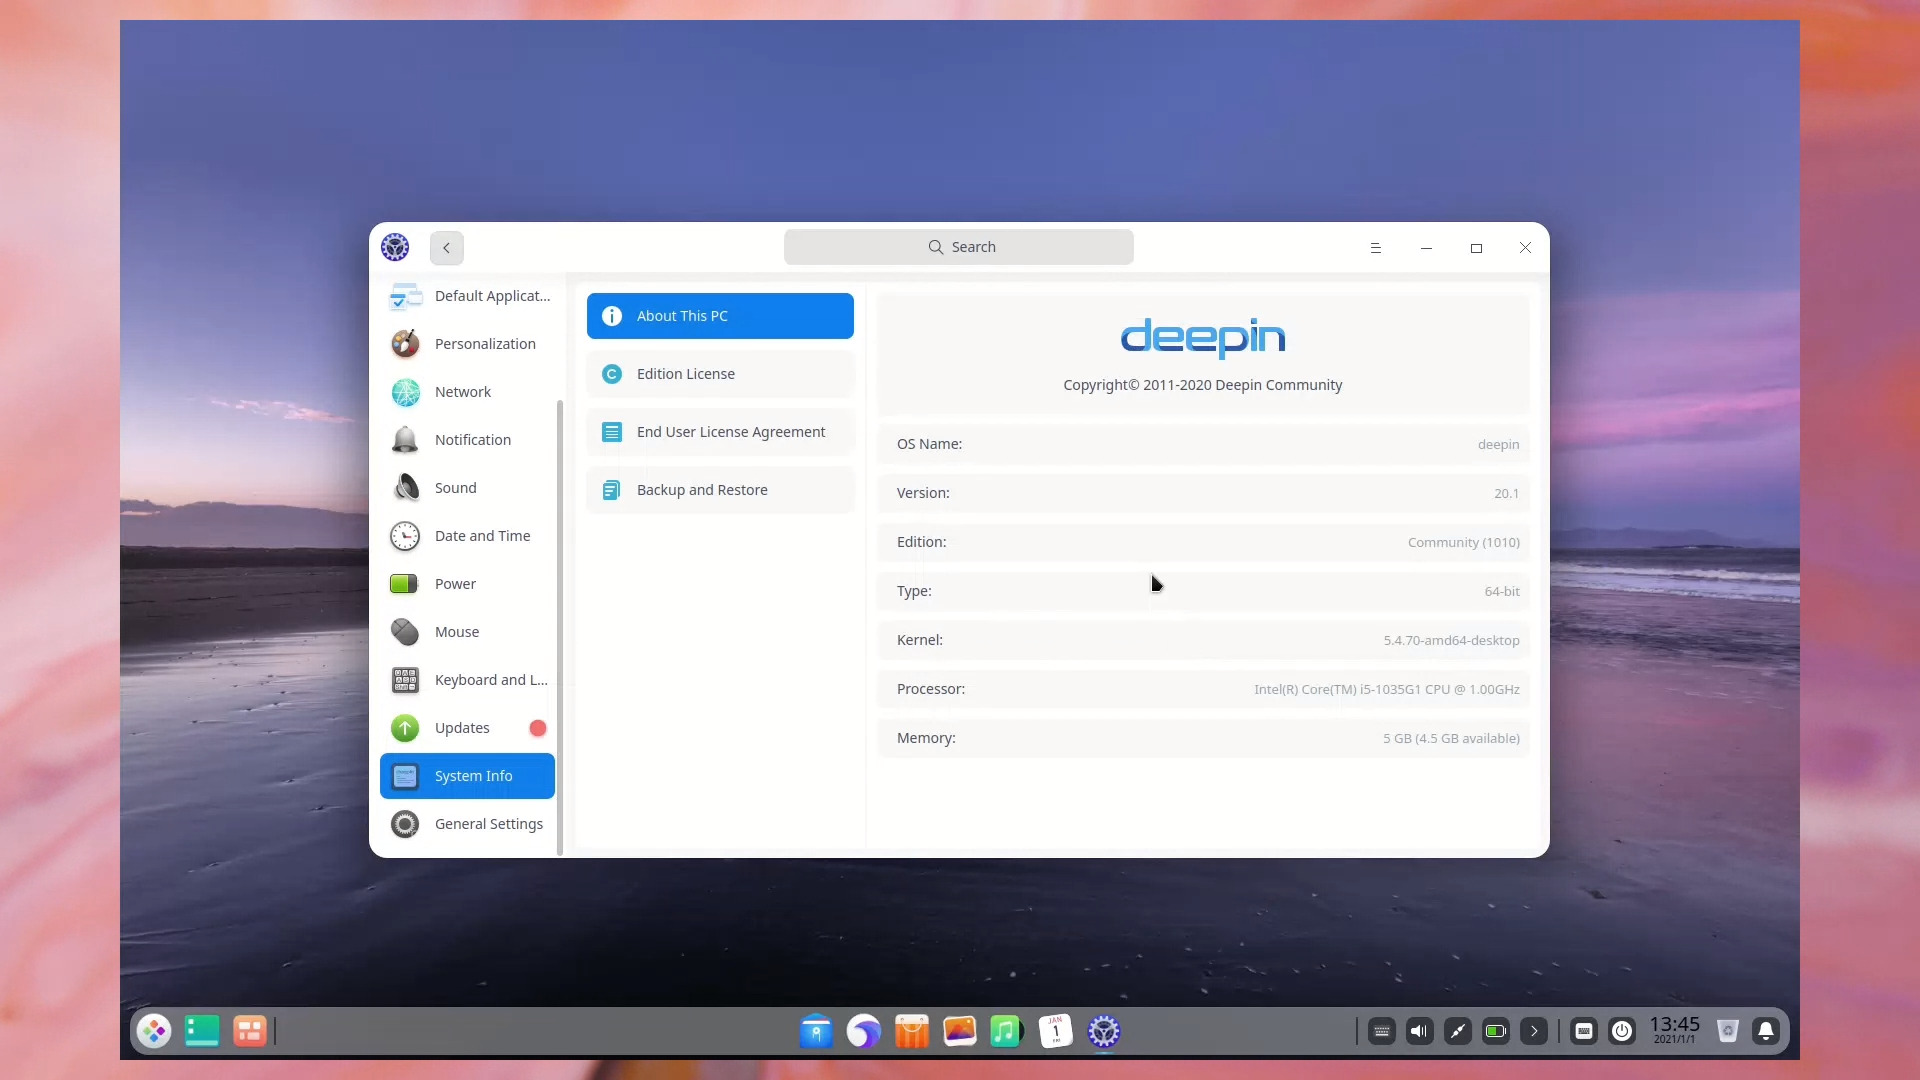 Search
Default Applicat...
Personalization
Network
Notification
Sound
Date and Time
Power
Mouse
Keyboard and L...
Updates
System Info
General Settings
About This PC
Edition License
End User License Agreement
Backup and Restore
deepin
Copyright© 2011-2020 Deepin Community
OS Name: deepin
Version: 20.1
Edition: Community (1010)
Type: 64-bit
Kernel: 5.4.70-amd64-desktop
Processor: Intel(R) Core(TM) i5-1035G1 CPU @ 1.00GHz
Memory: 5 GB (4.5 GB available)
JAN
1
FRI
13:45
2021/1/1